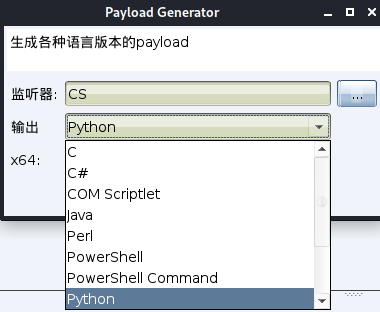 Payload Generator
生成各种语言版本的payload
监听器: CS ...
输出 Python
x64:
C
C#
COM Scriptlet
Java
Perl
PowerShell
PowerShell Command
Python